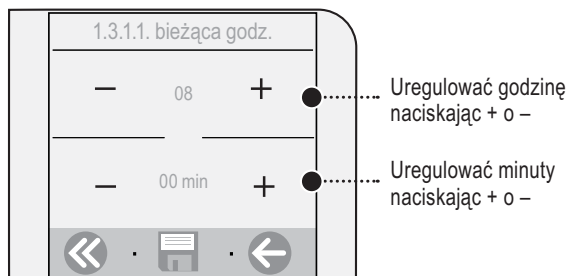 1.3.1.1. bieżąca godz.
− 08 +
Uregulować godzinę
naciskając + o –
− 00 min +
Uregulować minuty
naciskając + o –